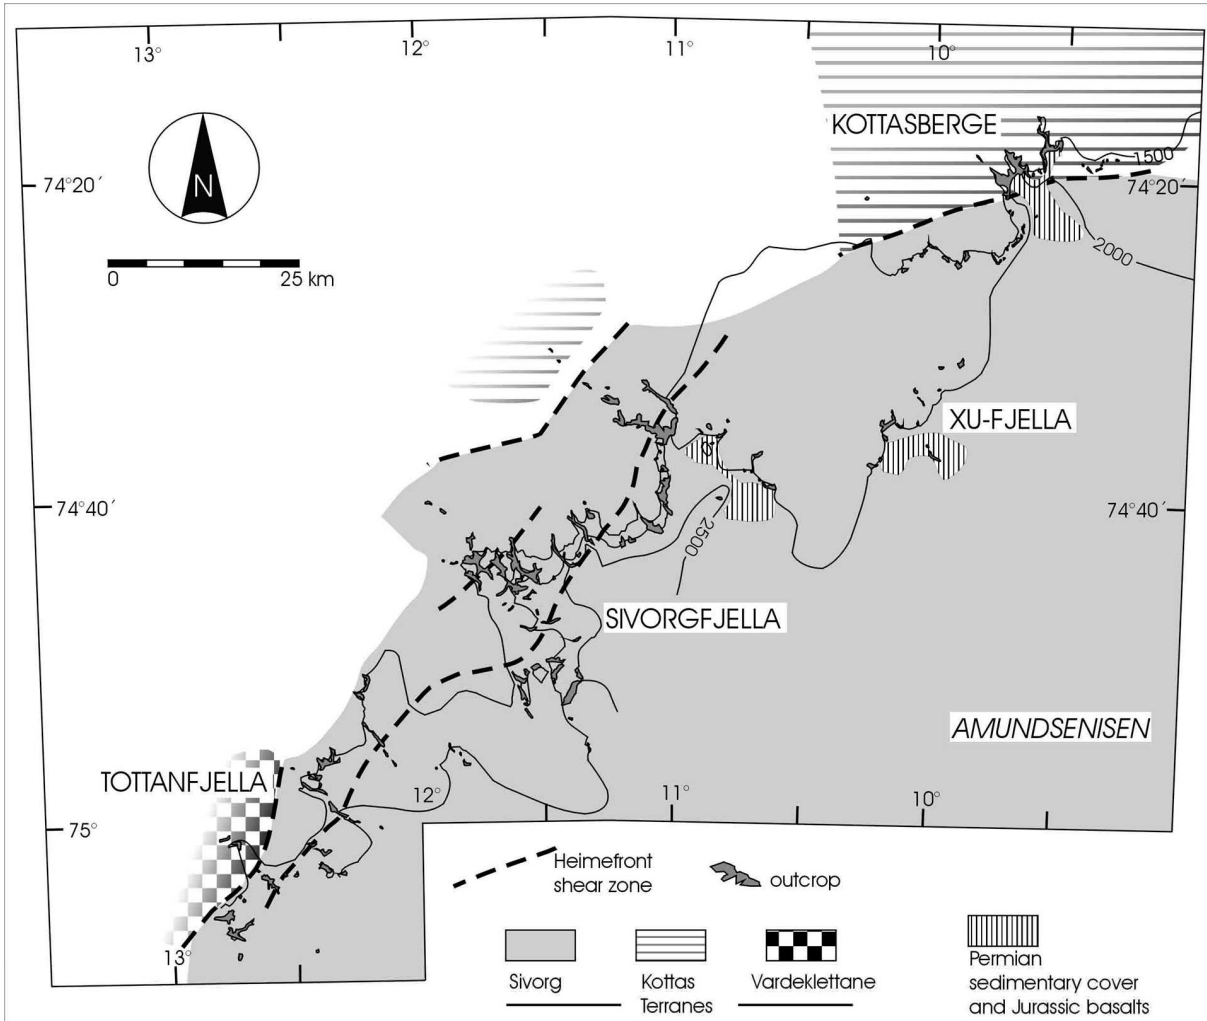 13°
12°
11°
10°
KOTTASBERGE
1500
74°20´
74°20´
N
2000
0
25 km
XU-FJELLA
74°40´
74°40´
2500
SIVORGFJELLA
AMUNDSENISEN
TOTTANFJELLA
12°
11°
10°
75°
Heimefront
shear zone
outcrop
13°
Sivorg
Kottas
Terranes
Vardeklettane
Permian
sedimentary cover
and Jurassic basalts